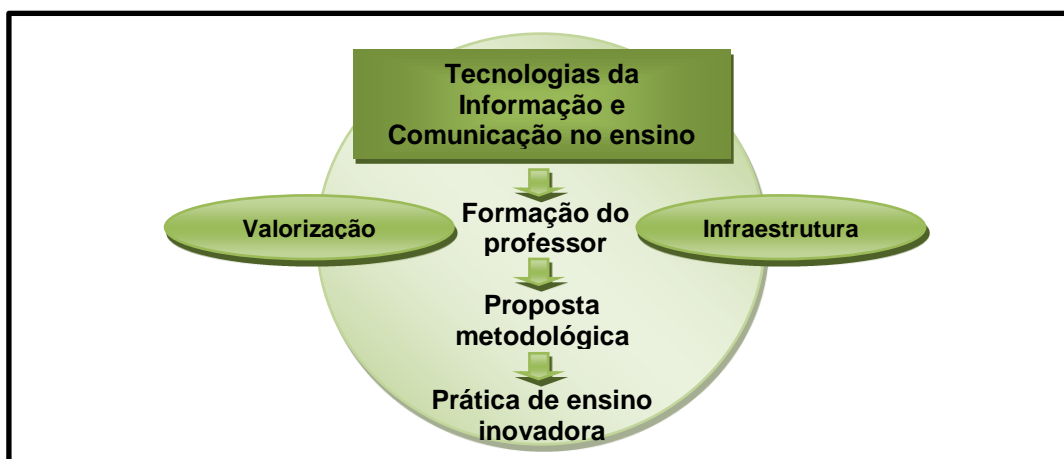 Tecnologias da
Informação e
Comunicação no ensino
Valorização
Formação do
professor
Infraestrutura
Proposta
metodológica
Prática de ensino
inovadora